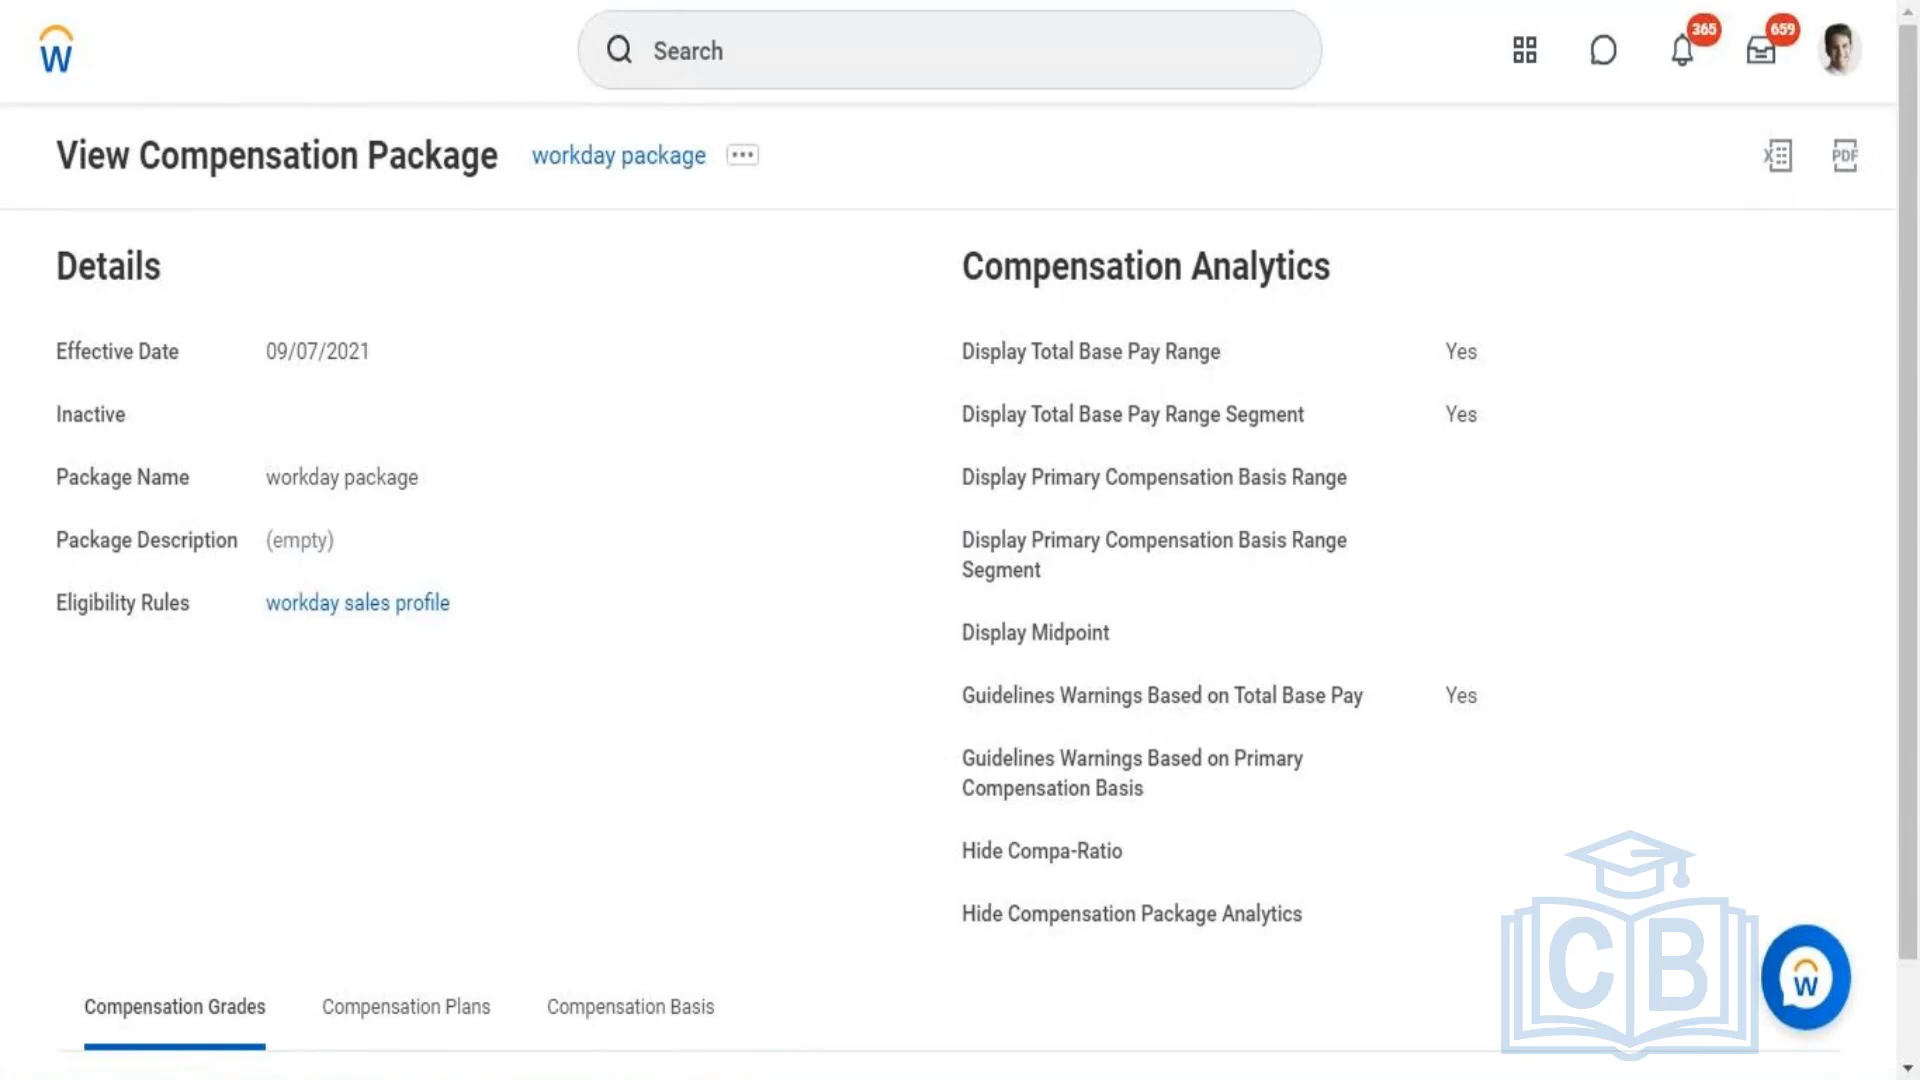 W
Search
365
659
View Compensation Package workday package
X
PDF
Details
Effective Date 09/07/2021
Inactive
Package Name workday package
Package Description (empty)
Eligibility Rules workday sales profile
Compensation Analytics
Display Total Base Pay Range Yes
Display Total Base Pay Range Segment Yes
Display Primary Compensation Basis Range
Display Primary Compensation Basis Range
Segment
Display Midpoint
Guidelines Warnings Based on Total Base Pay Yes
Guidelines Warnings Based on Primary
Compensation Basis
Hide Compa-Ratio
Hide Compensation Package Analytics
Compensation Grades Compensation Plans Compensation Basis
CB
W